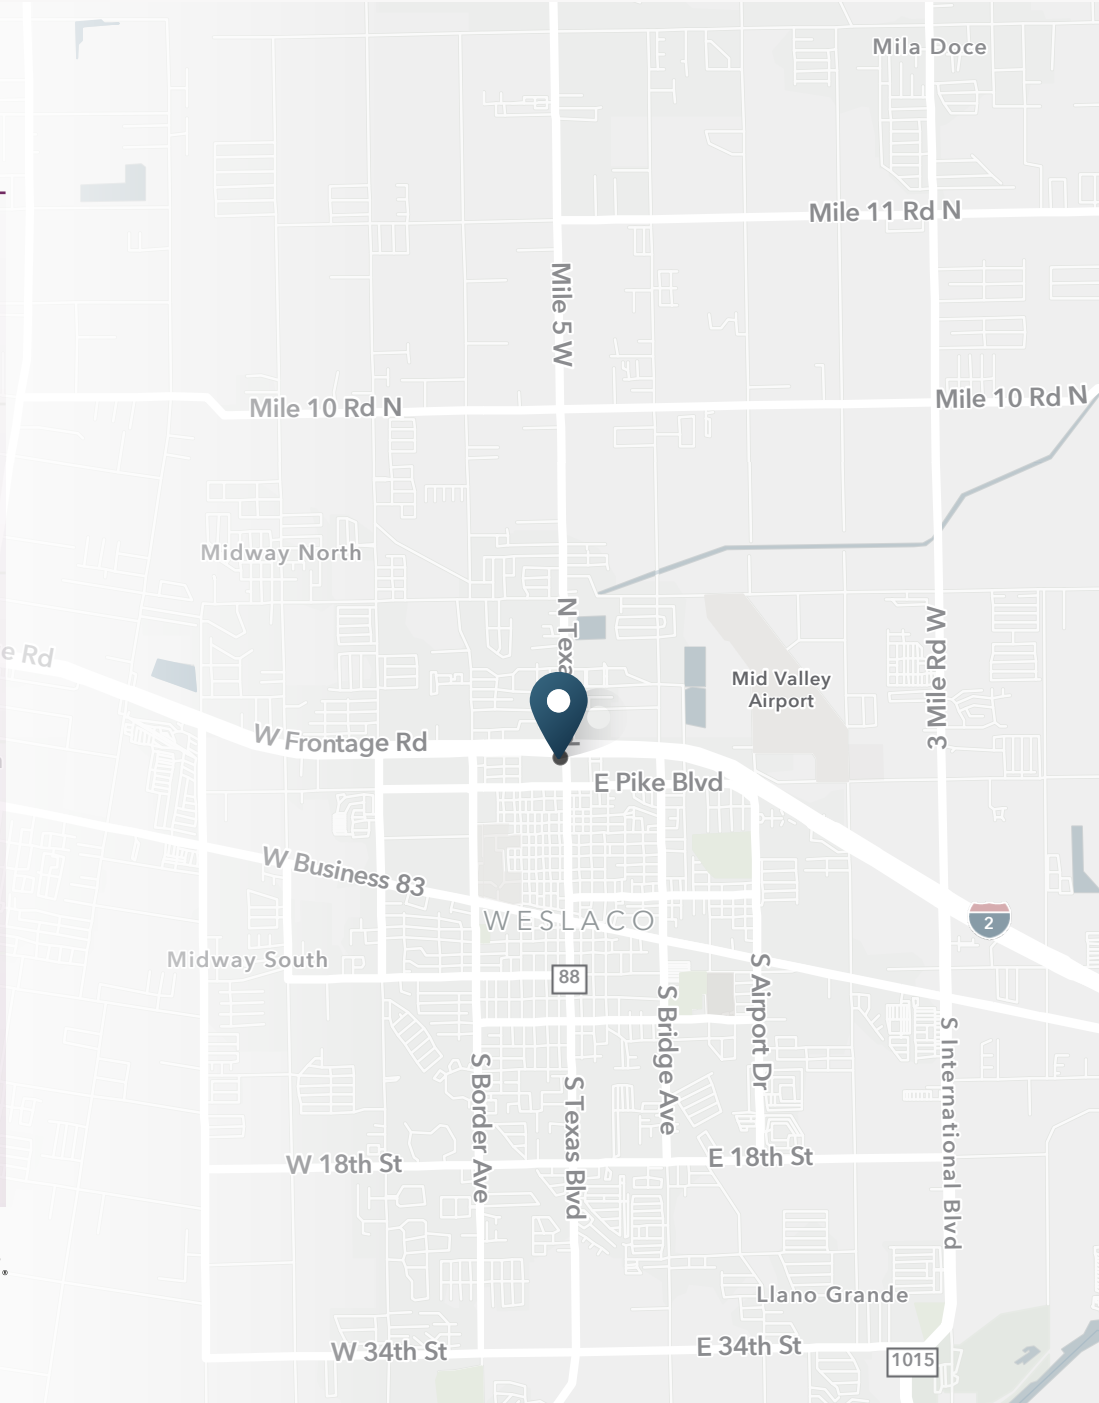 Mila Doce
Mile 11 Rd N
Mile 5 W
Mile 10 Rd N
Mile 10 Rd N
Midway North
N Texa
3 Mile Rd W
e Rd
Mid Valley
Airport
W Frontage Rd
E Pike Blvd
W Business 83
WESLACO
2
Midway South
88
S Airport Dr
S Bridge Ave
S International Blvd
S Border Ave
S Texas Blvd
W 18th St
E 18th St
®
Llano Grande
W 34th St
E 34th St
1015